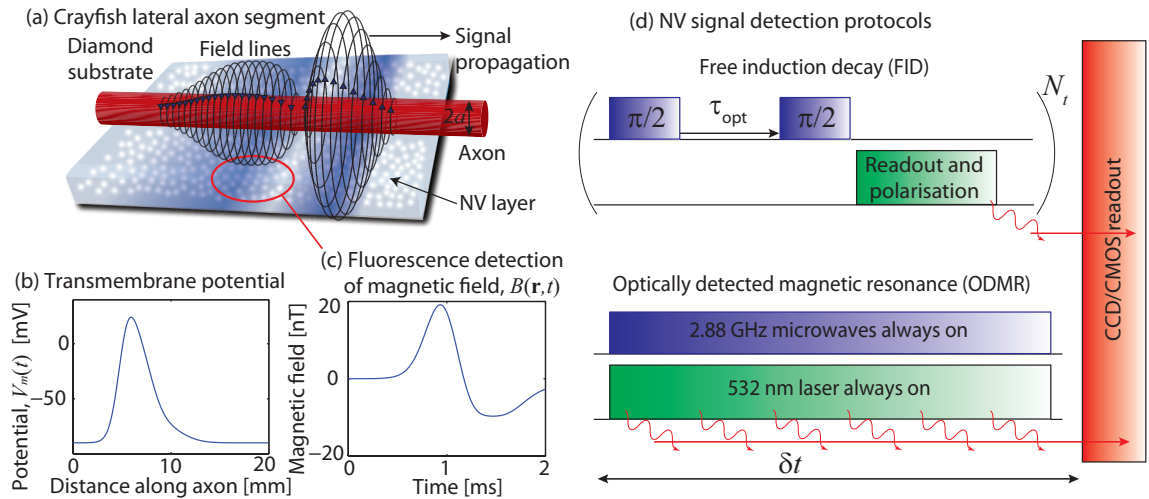 (a) Crayfish lateral axon segment
Diamond
substrate
Field lines
Signal
propagation
2a
Axon
NV layer
(b) Transmembrane potential
Potential, Vm(t) [mV]
0
−50
0
10
20
Distance along axon [mm]
(c) Fluorescence detection
of magnetic field, B(r,t)
Magnetic field [nT]
20
0
−20
0
1
2
Time [ms]
(d) NV signal detection protocols
Free induction decay (FID)
π/2
τopt
π/2
Nt
Readout and
polarisation
Optically detected magnetic resonance (ODMR)
2.88 GHz microwaves always on
532 nm laser always on
δt
CCD/CMOS readout